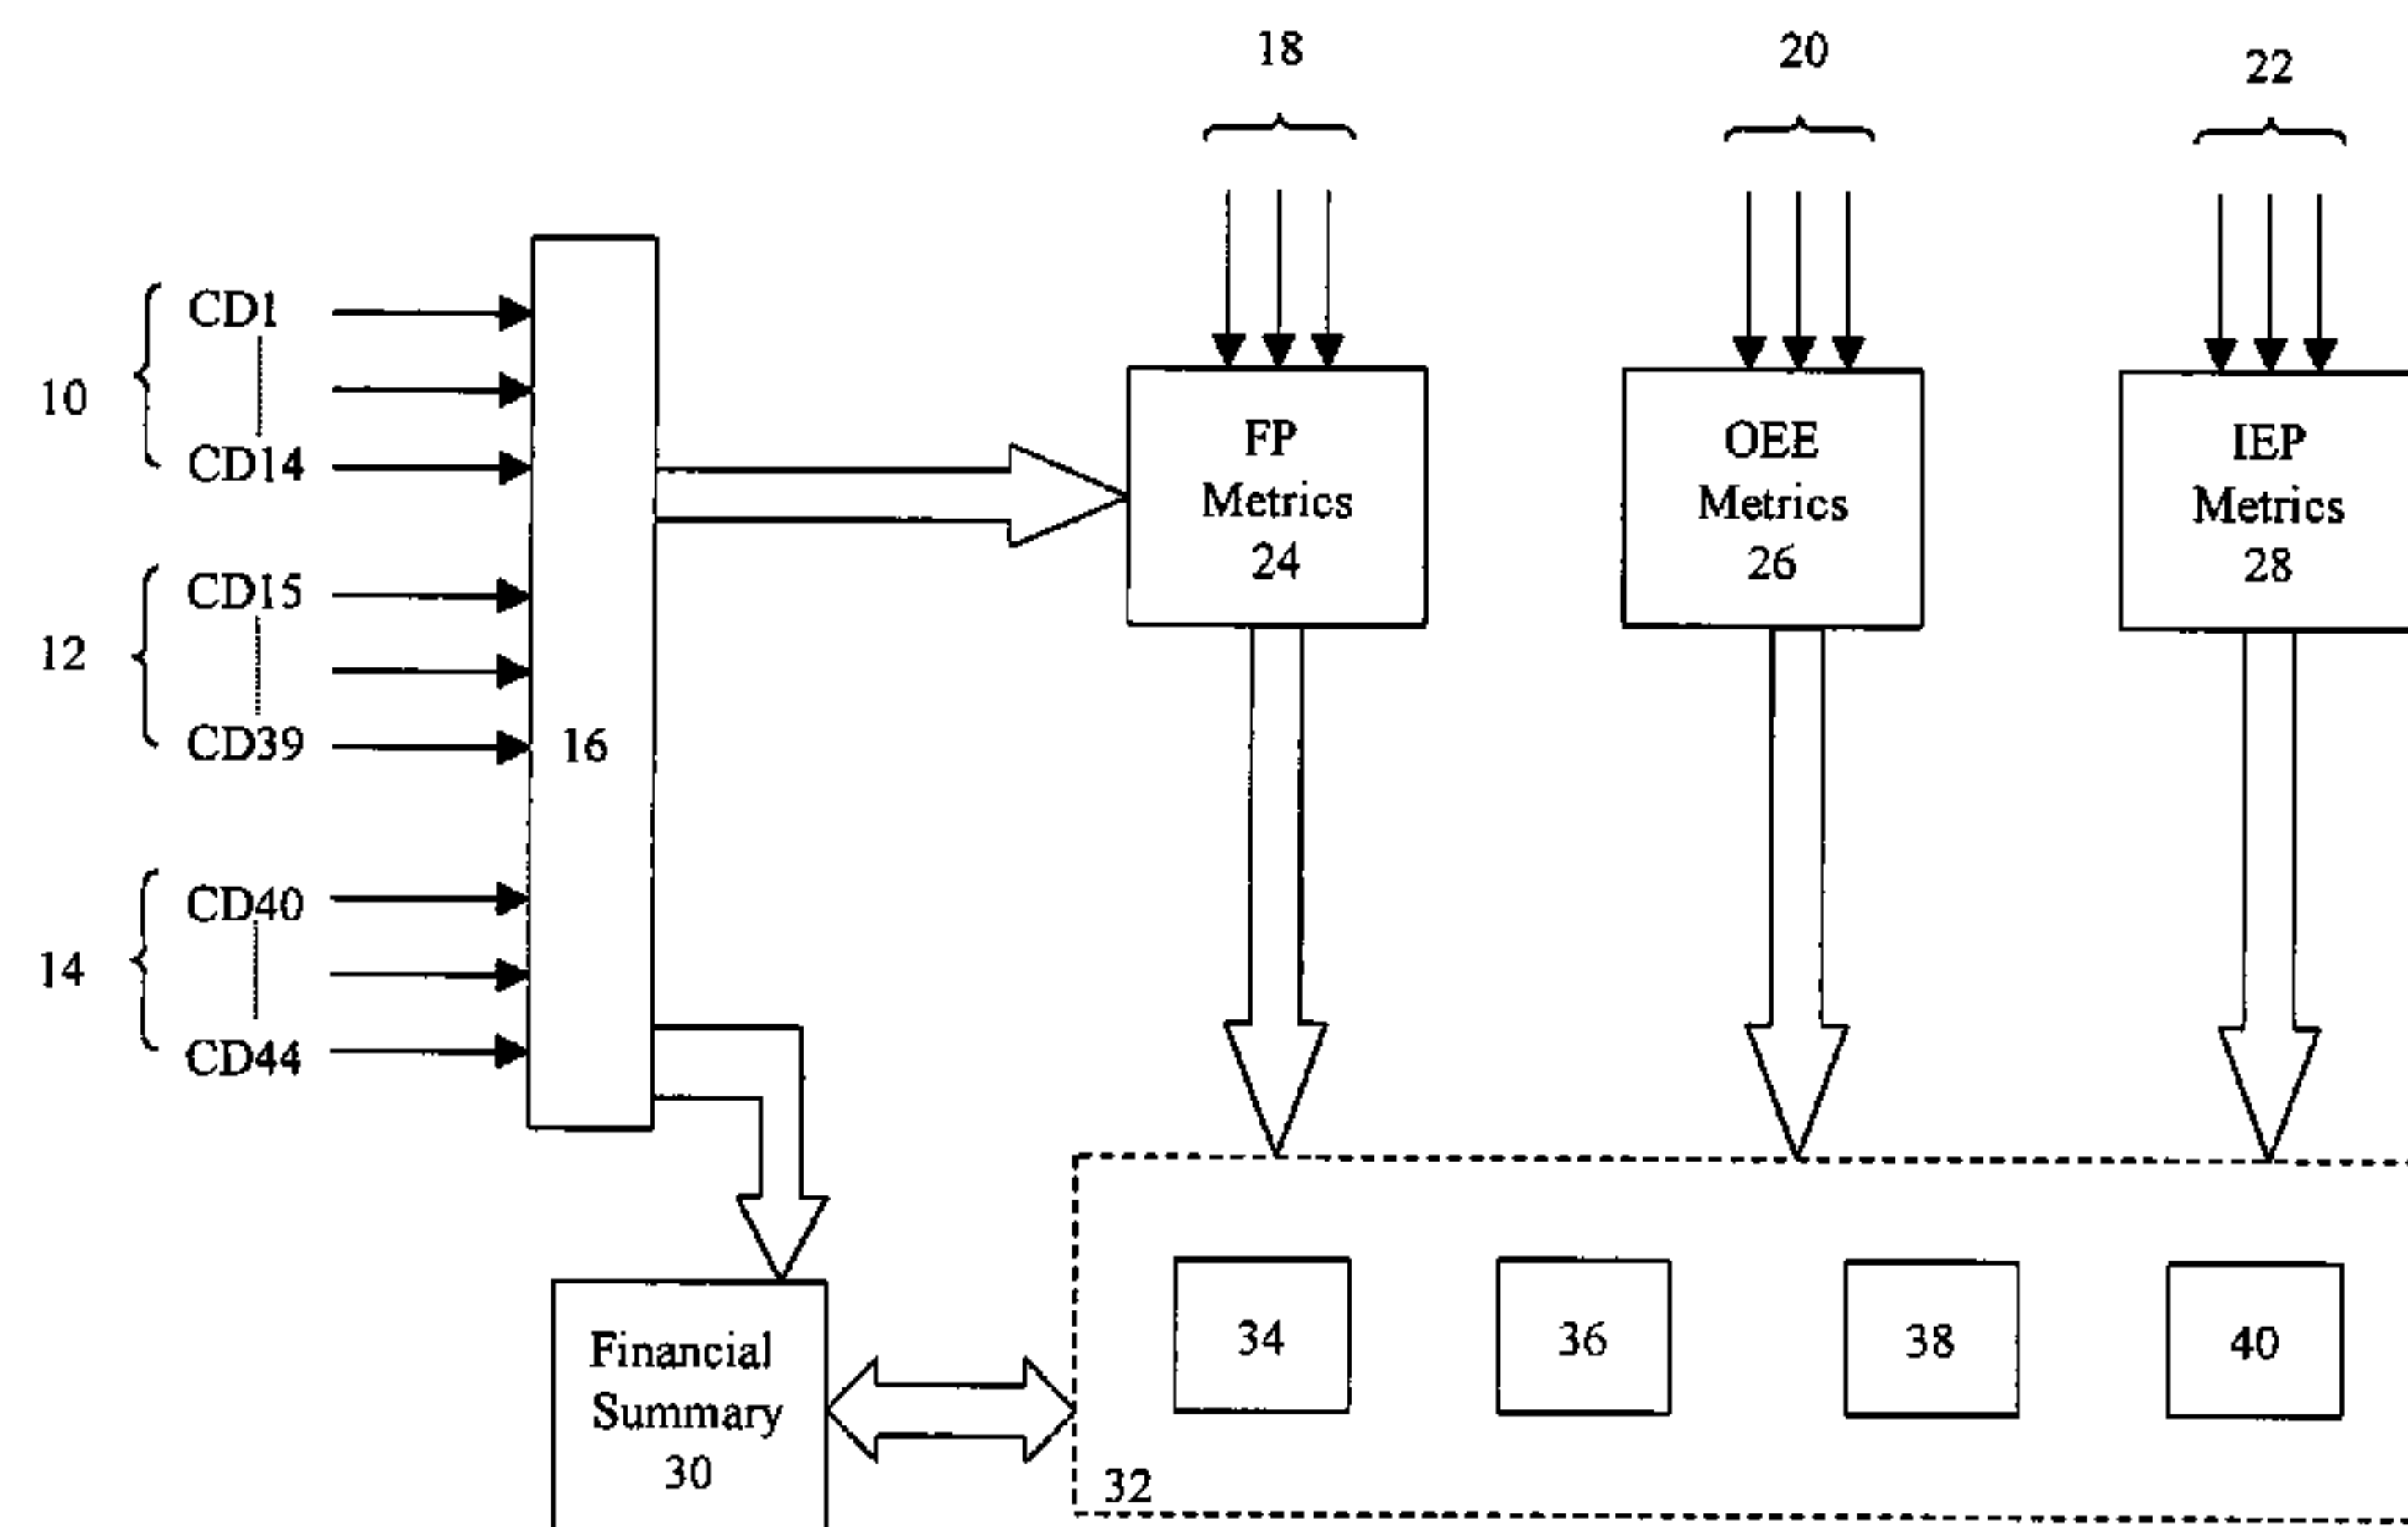 18
20
22
CD1
10
CD14
FP
Metrics
24
OEE
Metrics
26
IEP
Metrics
28
CD15
12
CD39
16
CD40
14
CD44
Financial
Summary
30
34
36
38
40
32